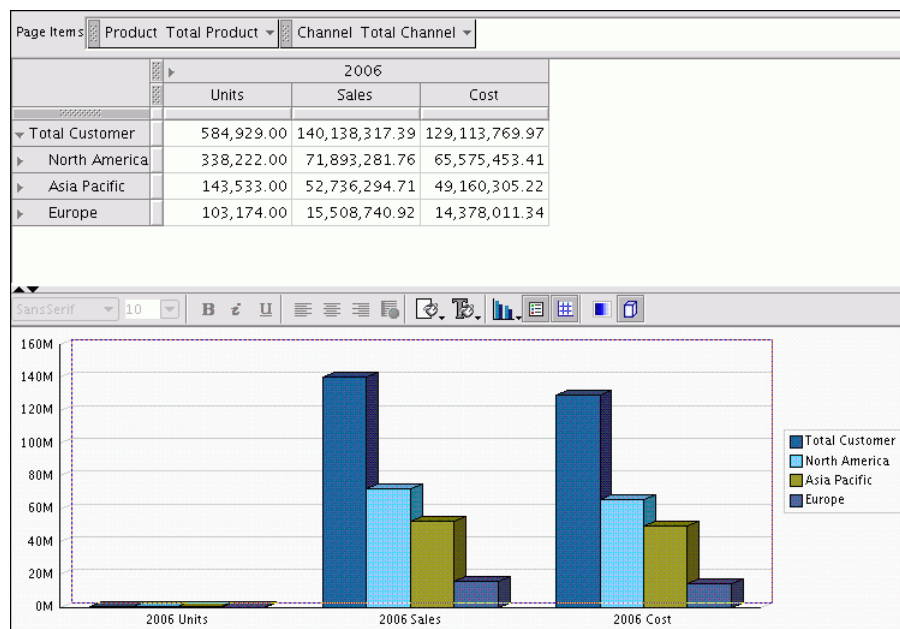 Page Items Product Total Product Channel Total Channel
2006
Units Sales Cost
Total Customer 584,929.00 140,138,317.39 129,113,769.97
North America 338,222.00 71,893,281.76 65,575,453.41
Asia Pacific 143,533.00 52,736,294.71 49,160,305.22
Europe 103,174.00 15,508,740.92 14,378,011.34
SansSerif 10 B i U
160M
140M
120M
100M
80M
60M
40M
20M
0M
2006 Units 2006 Sales 2006 Cost
Total Customer
North America
Asia Pacific
Europe